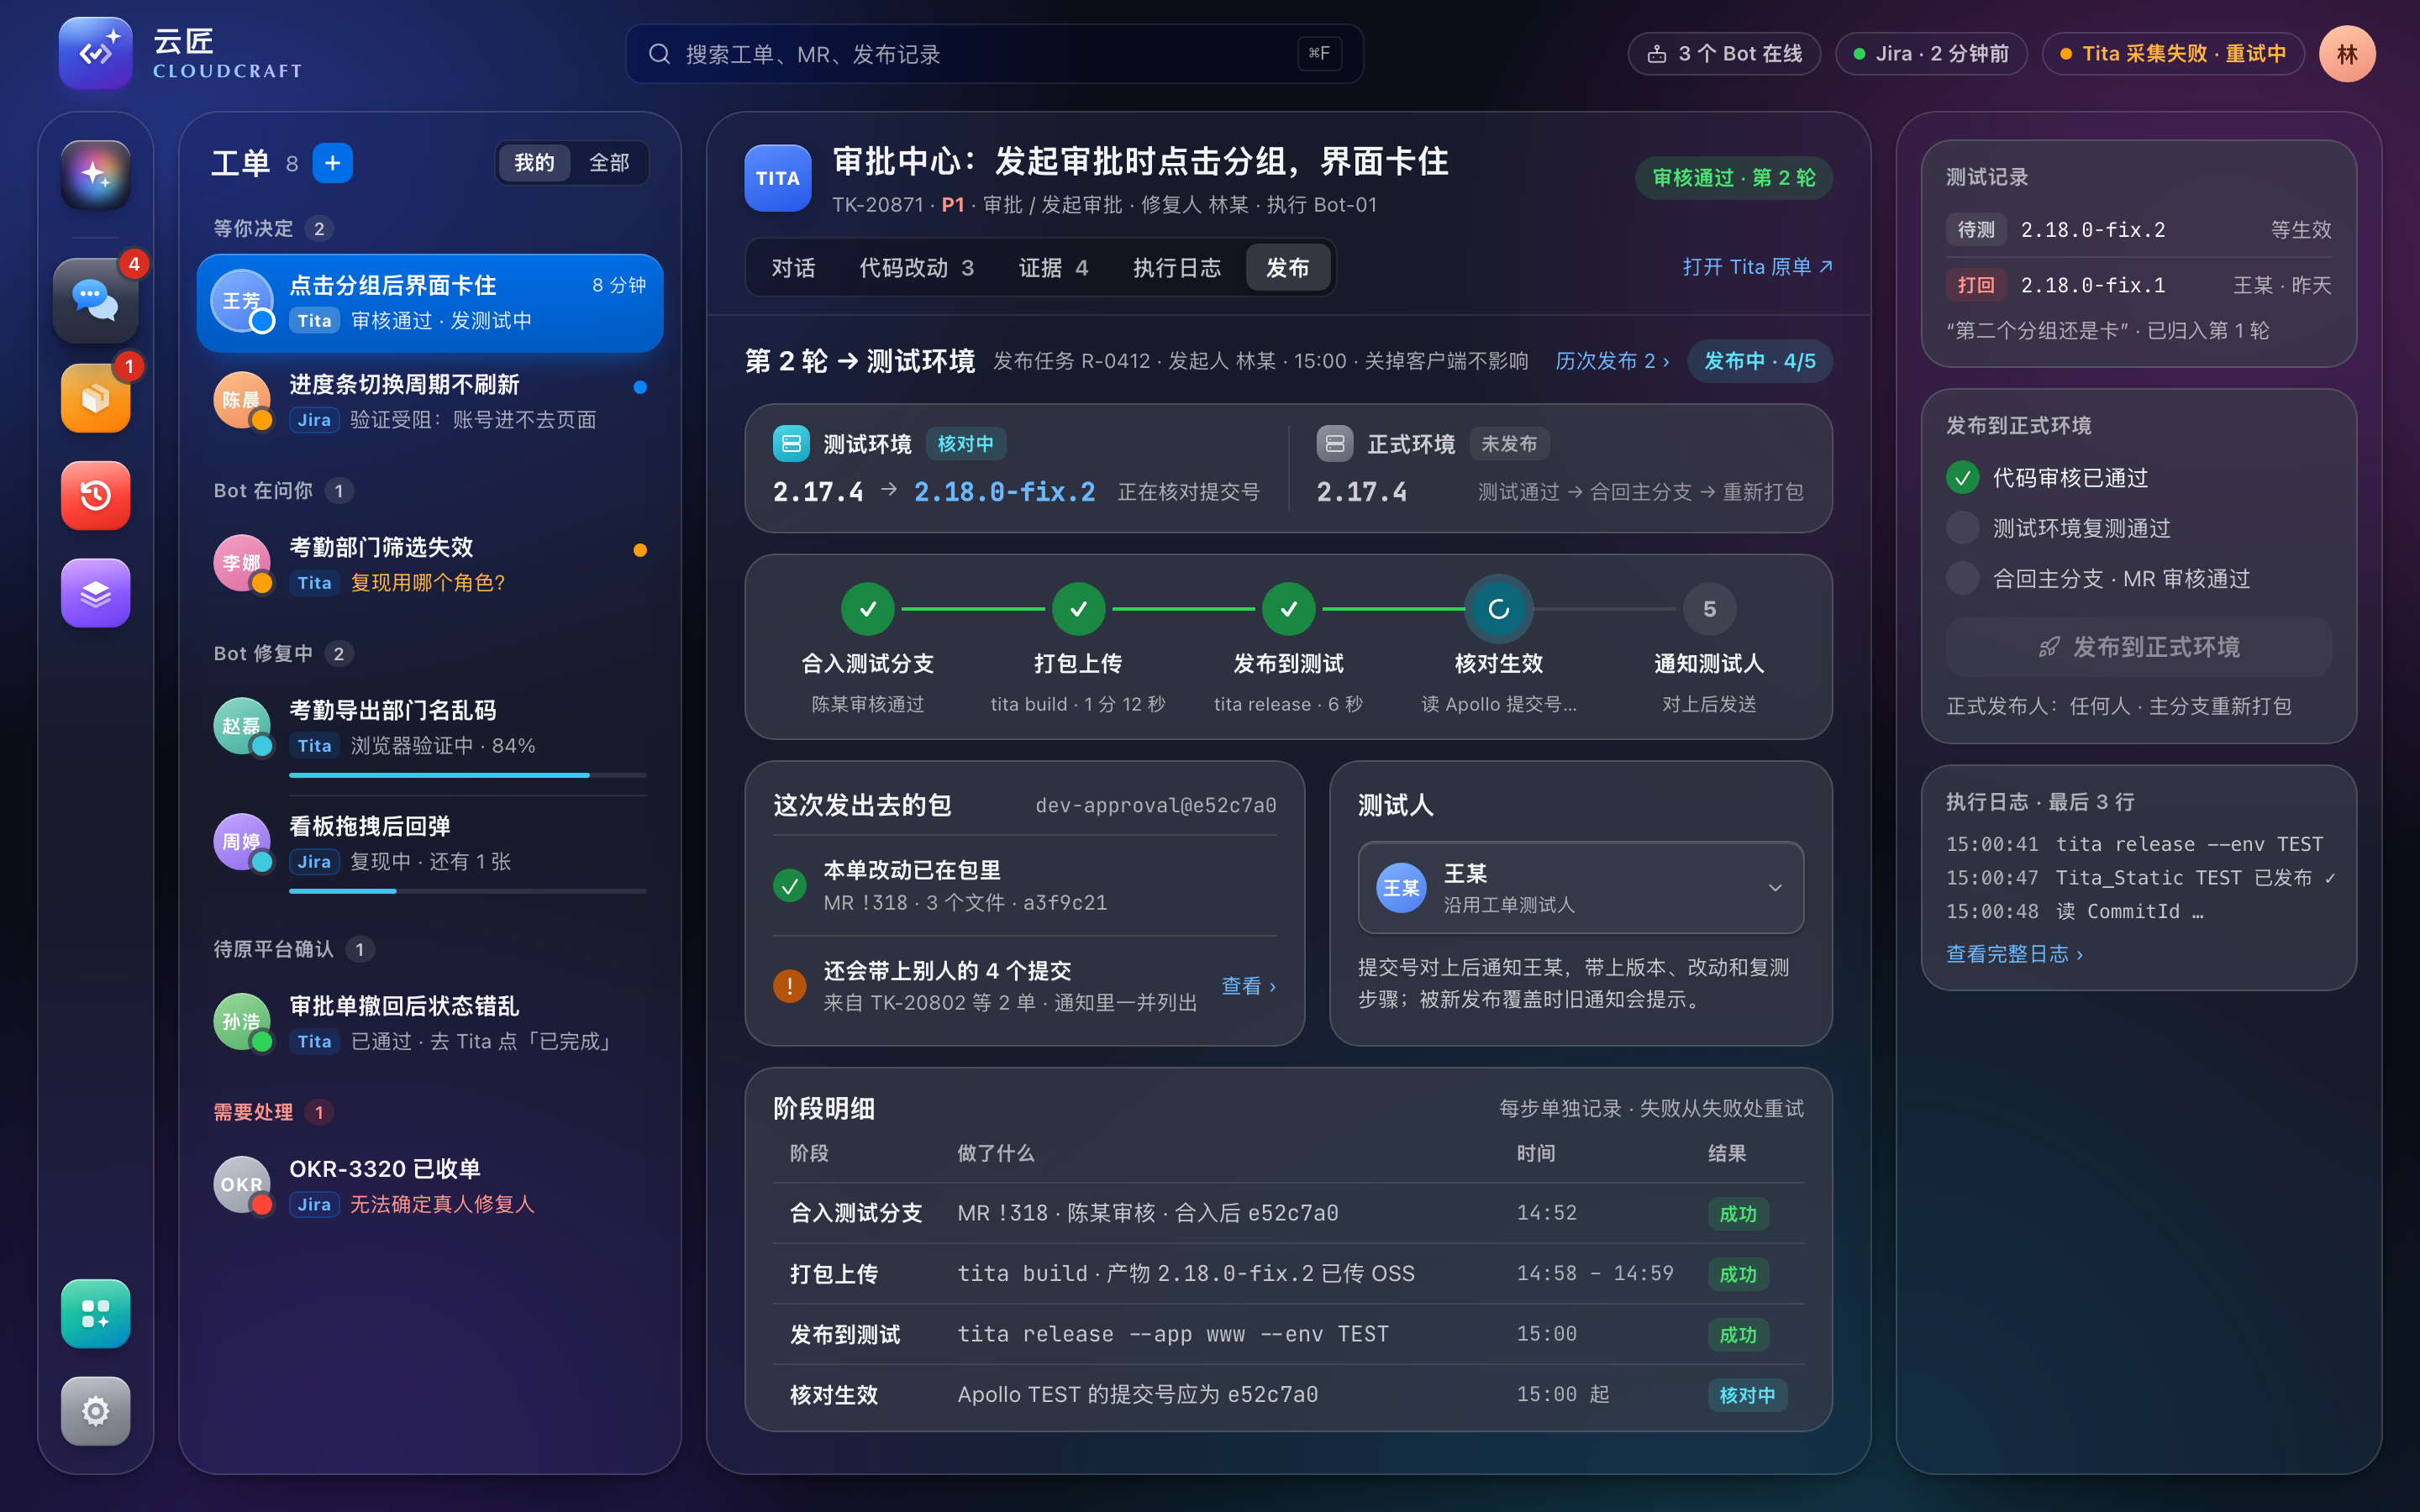 云匠
CLOUDCRAFT
搜索工单、MR、发布记录
⌘F
3 个 Bot 在线
Jira · 2 分钟前
Tita 采集失败 · 重试中
林
4
1
工单 8 +
我的 全部
等你决定 2
王芳
点击分组后界面卡住 8 分钟
Tita 审核通过 · 发测试中
陈晨
进度条切换周期不刷新
Jira 验证受阻：账号进不去页面
Bot 在问你 1
李娜
考勤部门筛选失效
Tita 复现用哪个角色？
Bot 修复中 2
赵磊
考勤导出部门名乱码
Tita 浏览器验证中 · 84%
周婷
看板拖拽后回弹
Jira 复现中 · 还有 1 张
待原平台确认 1
孙浩
审批单撤回后状态错乱
Tita 已通过 · 去 Tita 点「已完成」
需要处理 1
OKR
OKR-3320 已收单
Jira 无法确定真人修复人
TITA
审批中心：发起审批时点击分组，界面卡住
TK-20871 · P1 · 审批 / 发起审批 · 修复人 林某 · 执行 Bot-01
审核通过 · 第 2 轮
对话 代码改动 3 证据 4 执行日志 发布
打开 Tita 原单 ↗
第 2 轮 → 测试环境 发布任务 R-0412 · 发起人 林某 · 15:00 · 关掉客户端不影响 历次发布 2 › 发布中 · 4/5
测试环境 核对中
2.17.4 → 2.18.0-fix.2 正在核对提交号
正式环境 未发布
2.17.4 测试通过 → 合回主分支 → 重新打包
5
合入测试分支 打包上传 发布到测试 核对生效 通知测试人
陈某审核通过 tita build · 1 分 12 秒 tita release · 6 秒 读 Apollo 提交号… 对上后发送
这次发出去的包 dev-approval@e52c7a0
本单改动已在包里
MR !318 · 3 个文件 · a3f9c21
还会带上别人的 4 个提交
来自 TK-20802 等 2 单 · 通知里一并列出
查看 ›
测试人
王某
王某
沿用工单测试人
提交号对上后通知王某，带上版本、改动和复测
步骤；被新发布覆盖时旧通知会提示。
阶段明细 每步单独记录 · 失败从失败处重试
阶段 做了什么 时间 结果
合入测试分支 MR !318 · 陈某审核 · 合入后 e52c7a0 14:52 成功
打包上传 tita build · 产物 2.18.0-fix.2 已传 OSS 14:58 – 14:59 成功
发布到测试 tita release --app www --env TEST 15:00 成功
核对生效 Apollo TEST 的提交号应为 e52c7a0 15:00 起 核对中
测试记录
待测 2.18.0-fix.2 等生效
打回 2.18.0-fix.1 王某 · 昨天
“第二个分组还是卡” · 已归入第 1 轮
发布到正式环境
代码审核已通过
测试环境复测通过
合回主分支 · MR 审核通过
发布到正式环境
正式发布人：任何人 · 主分支重新打包
执行日志 · 最后 3 行
15:00:41 tita release --env TEST
15:00:47 Tita_Static TEST 已发布 ✓
15:00:48 读 CommitId …
查看完整日志 ›